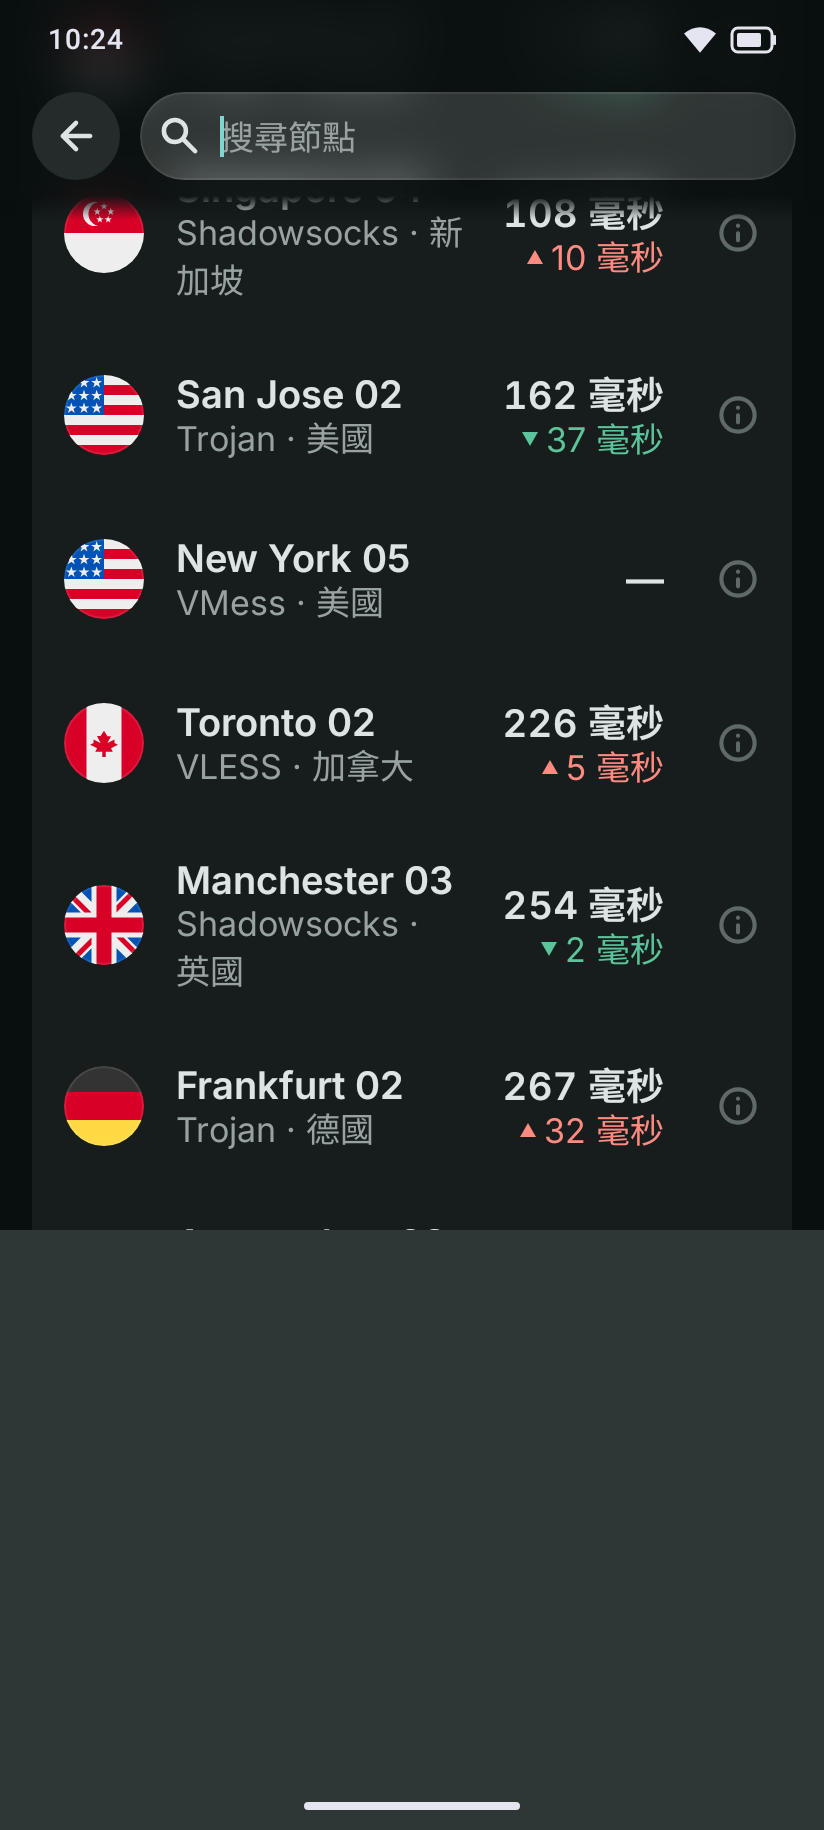 10:24
搜尋節點
Shadowsocks · 新
加坡
108 毫秒
▲10 毫秒
San Jose 02
Trojan · 美國
162 毫秒
▼37 毫秒
New York 05
VMess · 美國
—
Toronto 02
VLESS · 加拿大
226 毫秒
▲5 毫秒
Manchester 03
Shadowsocks ·
英國
254 毫秒
▼2 毫秒
Frankfurt 02
Trojan · 德國
267 毫秒
▲32 毫秒